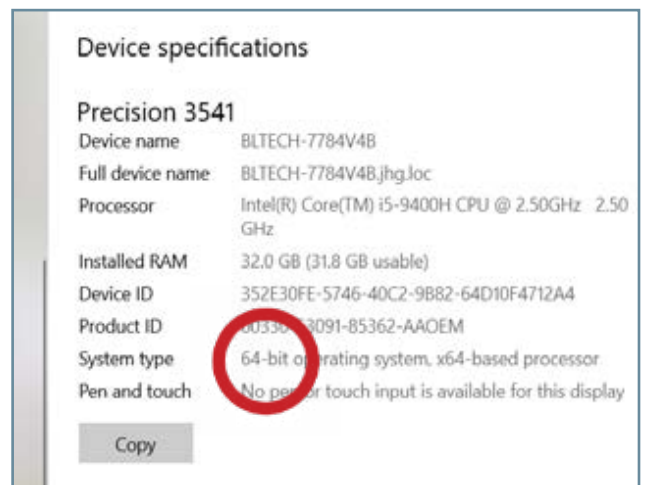 Device specifications
Precision 3541
Device name BLTECH-7784V4B
Full device name BLTECH-7784V4B.jhg.loc
Processor Intel(R) Core(TM) i5-9400H CPU @ 2.50GHz 2.50
GHz
Installed RAM 32.0 GB (31.8 GB usable)
Device ID 352E30FE-5746-40C2-9B82-64D10F4712A4
Product ID -85362-AAOEM
System type 64-bit operating system, x64-based processor
Pen and touch No pen or touch input is available for this display
Copy